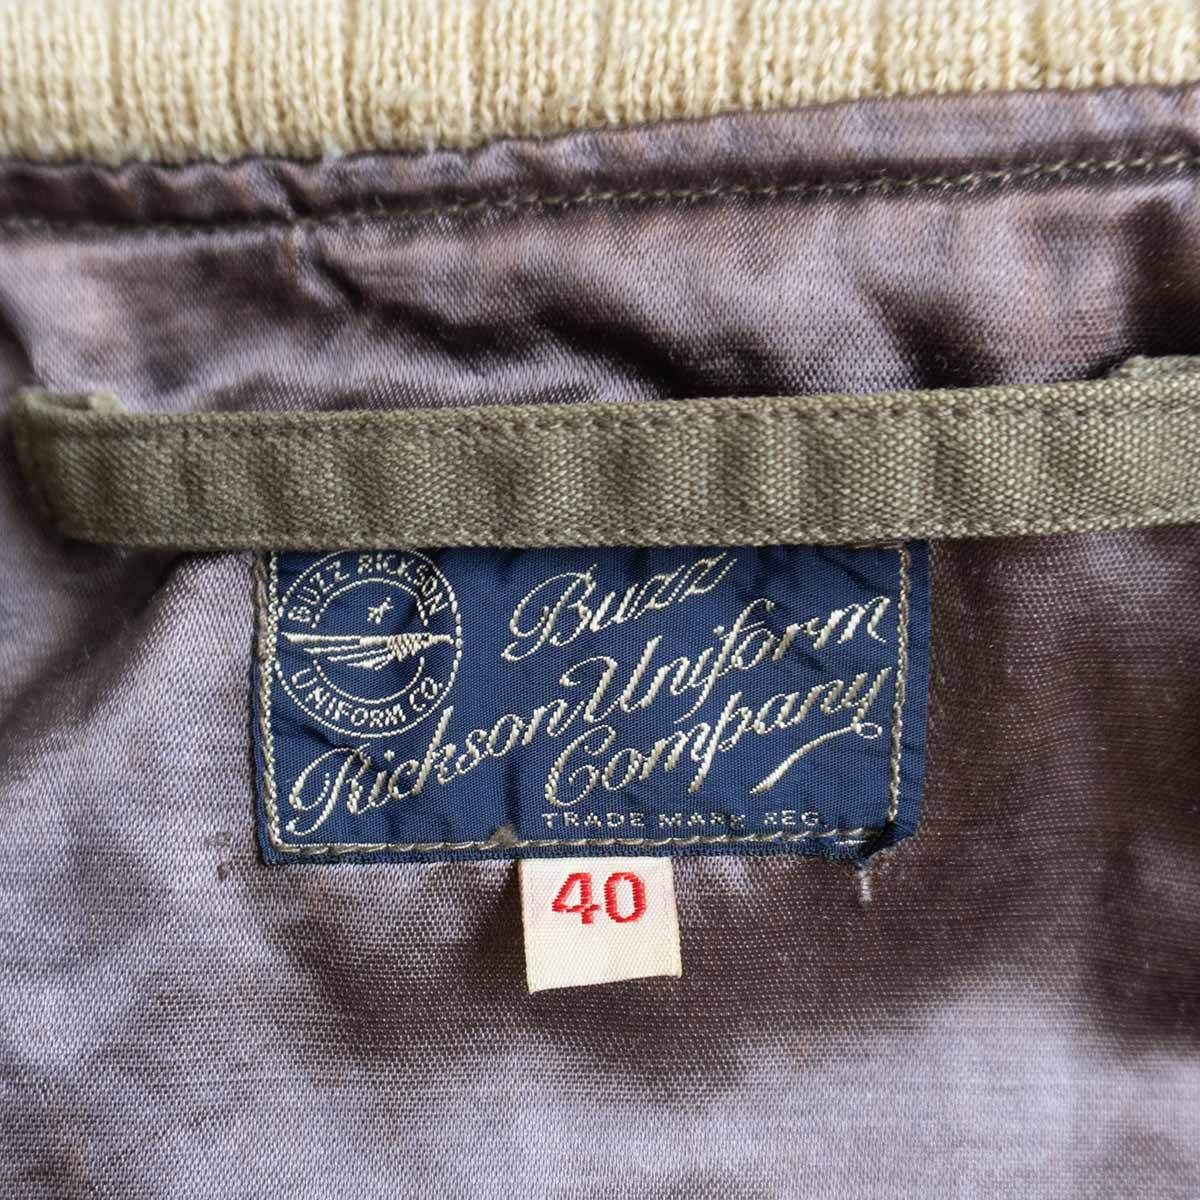 BUZZ RICKSON
UNIFORM CO.
Buzz
Rickson Uniform
Company
TRADE MARK REG.
40